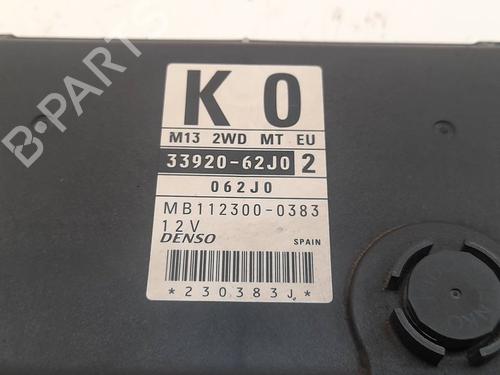 B-PARTS
K 0
M13 2WD MT EU
33920-62J0 2
062J0
MB112300-0383
12V
DENSO SPAIN
*230383J*